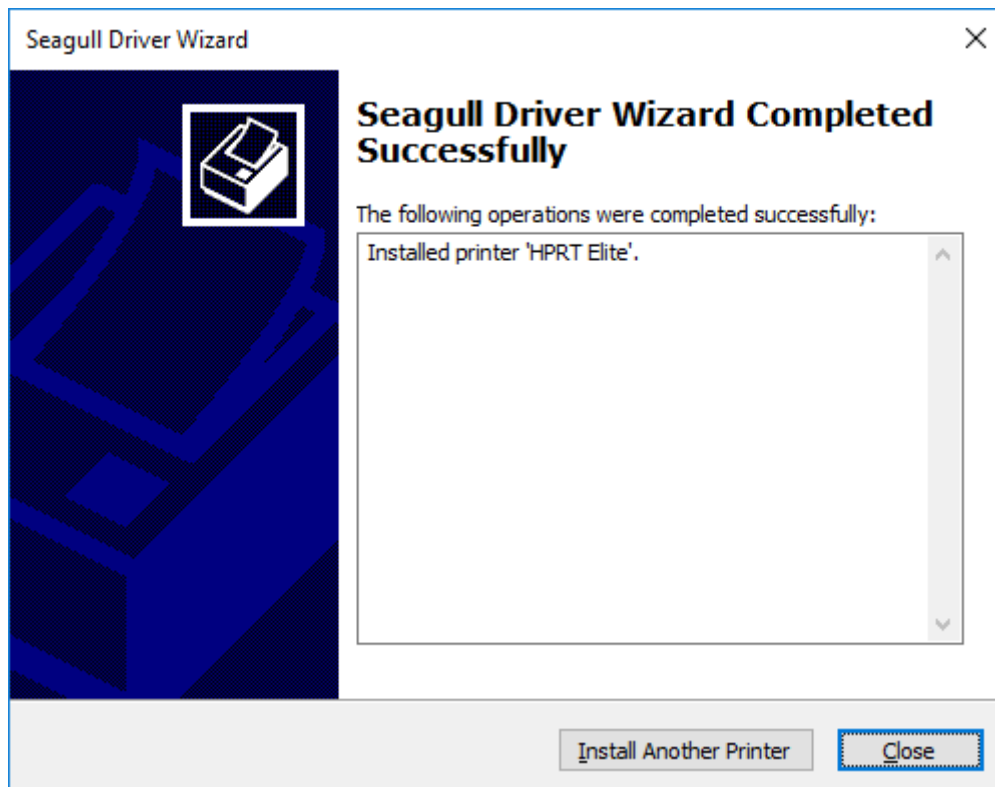 Seagull Driver Wizard
Seagull Driver Wizard Completed
Successfully
The following operations were completed successfully:
Installed printer 'HPRT Elite'.
Install Another Printer
Close